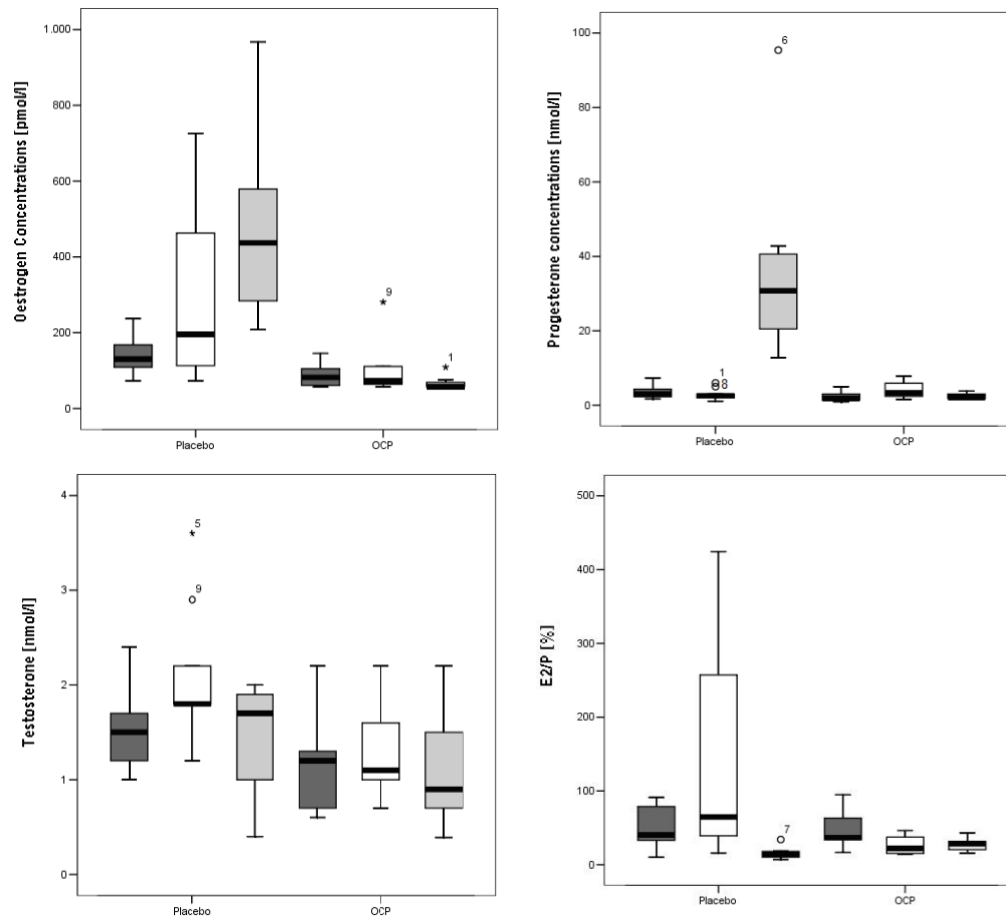 Oestrogen Concentrations [pmol/l]
1.000
800
600
400
200
0
9
1
Placebo
OCP
Progesterone concentrations [nmol/l]
100
80
60
40
20
0
6
1
8
Placebo
OCP
Testosterone [nmol/l]
4
3
2
1
0
5
9
Placebo
OCP
E2/P [%]
500
400
300
200
100
0
7
Placebo
OCP